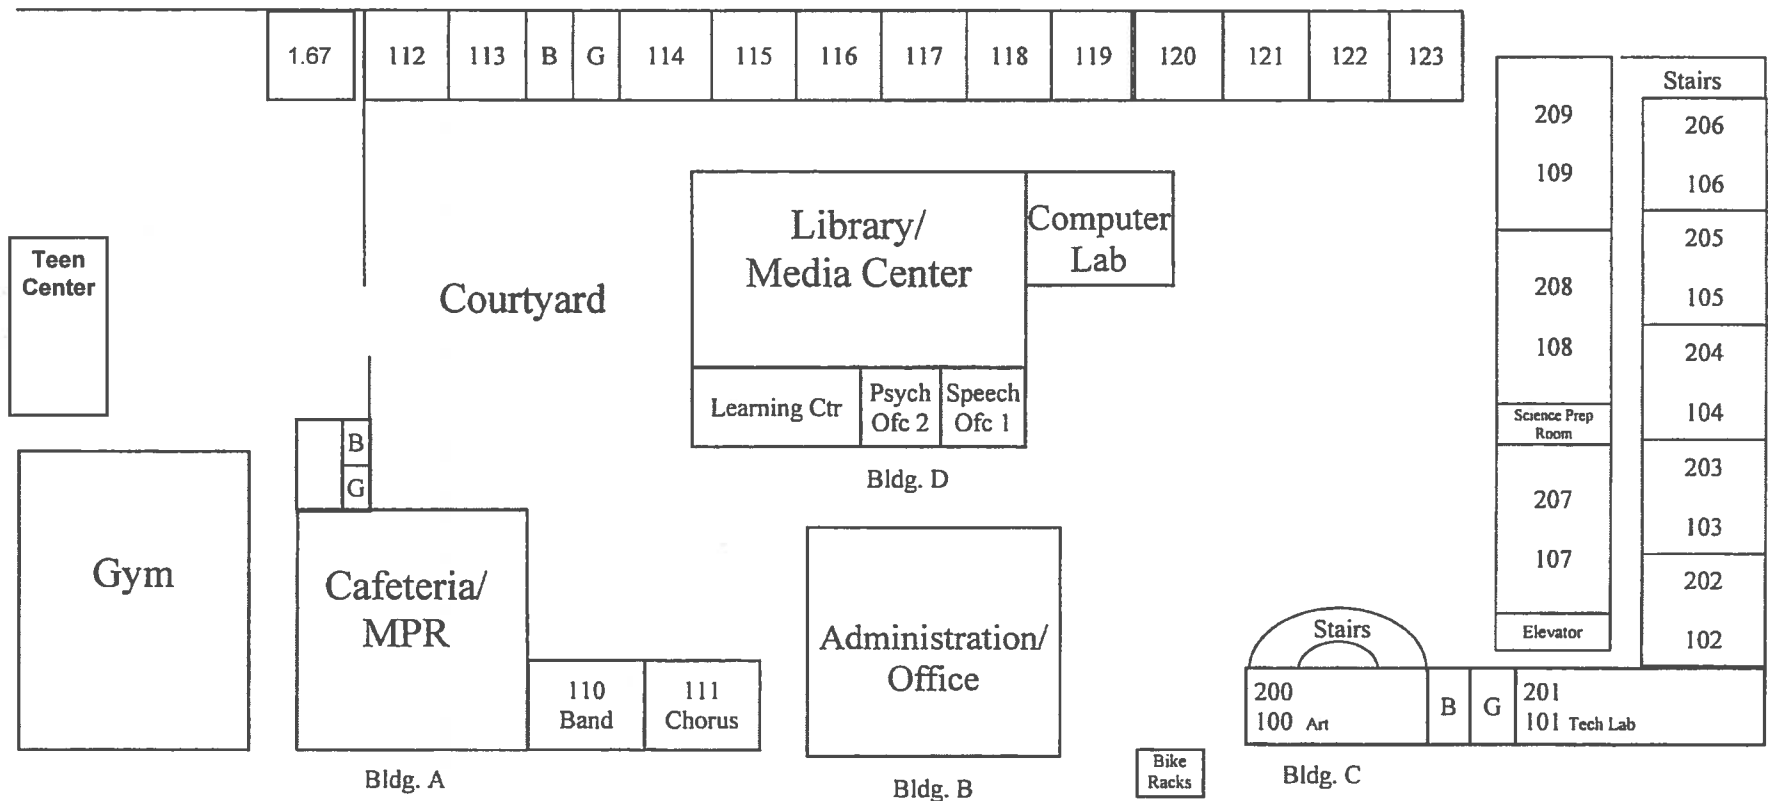 1.67
112
113
B
G
114
115
116
117
118
119
120
121
122
123
Stairs
209
109
206
106
Library/
Media Center
Computer
Lab
205
105
Teen
Center
Courtyard
208
108
204
104
Learning Ctr
Psych
Ofc 2
Speech
Ofc 1
Science Prep
Room
B
G
Bldg. D
203
103
207
107
Gym
Cafeteria/
MPR
Administration/
Office
202
102
Stairs
Elevator
110
Band
111
Chorus
200
100 Art
B
G
201
101 Tech Lab
Bldg. A
Bldg. B
Bike
Racks
Bldg. C